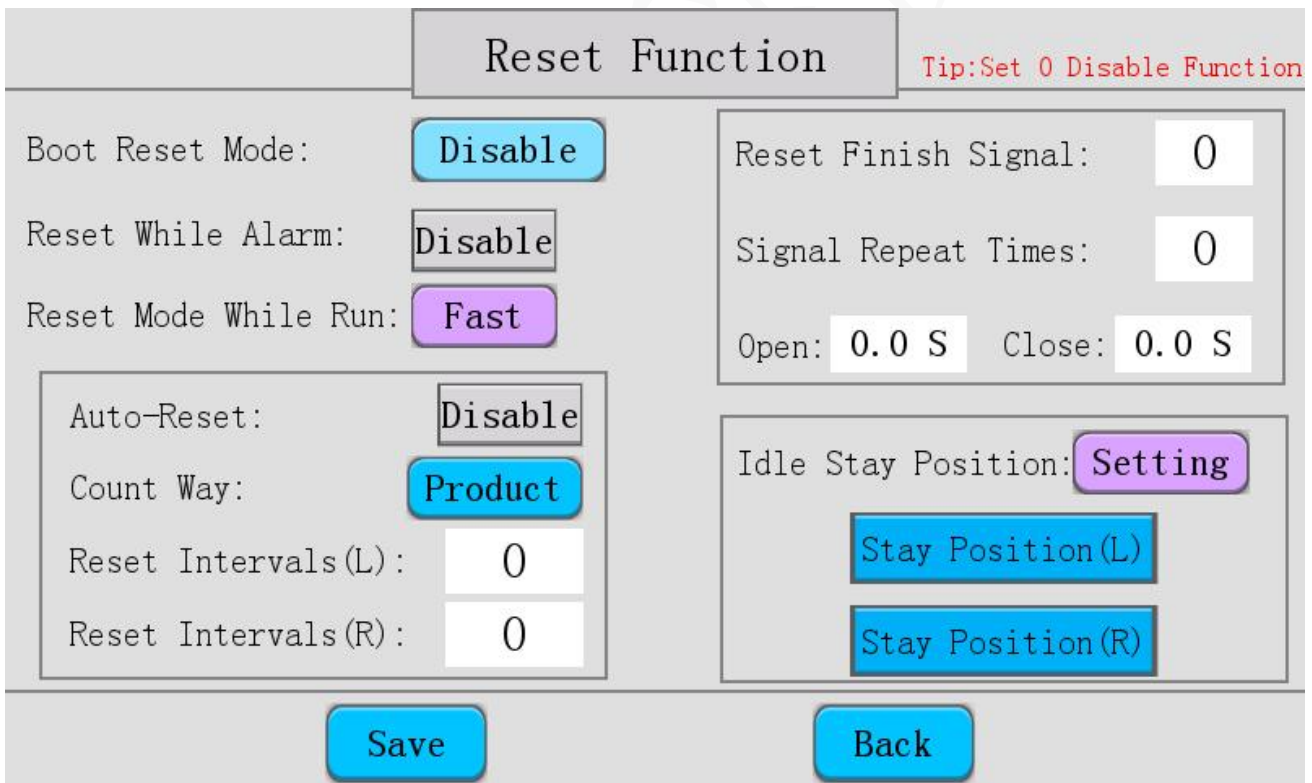 Reset Function
Tip:Set 0 Disable Function
Boot Reset Mode: Disable
Reset While Alarm: Disable
Reset Mode While Run: Fast
Auto-Reset: Disable
Count Way: Product
Reset Intervals(L): 0
Reset Intervals(R): 0
Reset Finish Signal: 0
Signal Repeat Times: 0
Open: 0.0 S Close: 0.0 S
Idle Stay Position: Setting
Stay Position(L)
Stay Position(R)
Save
Back